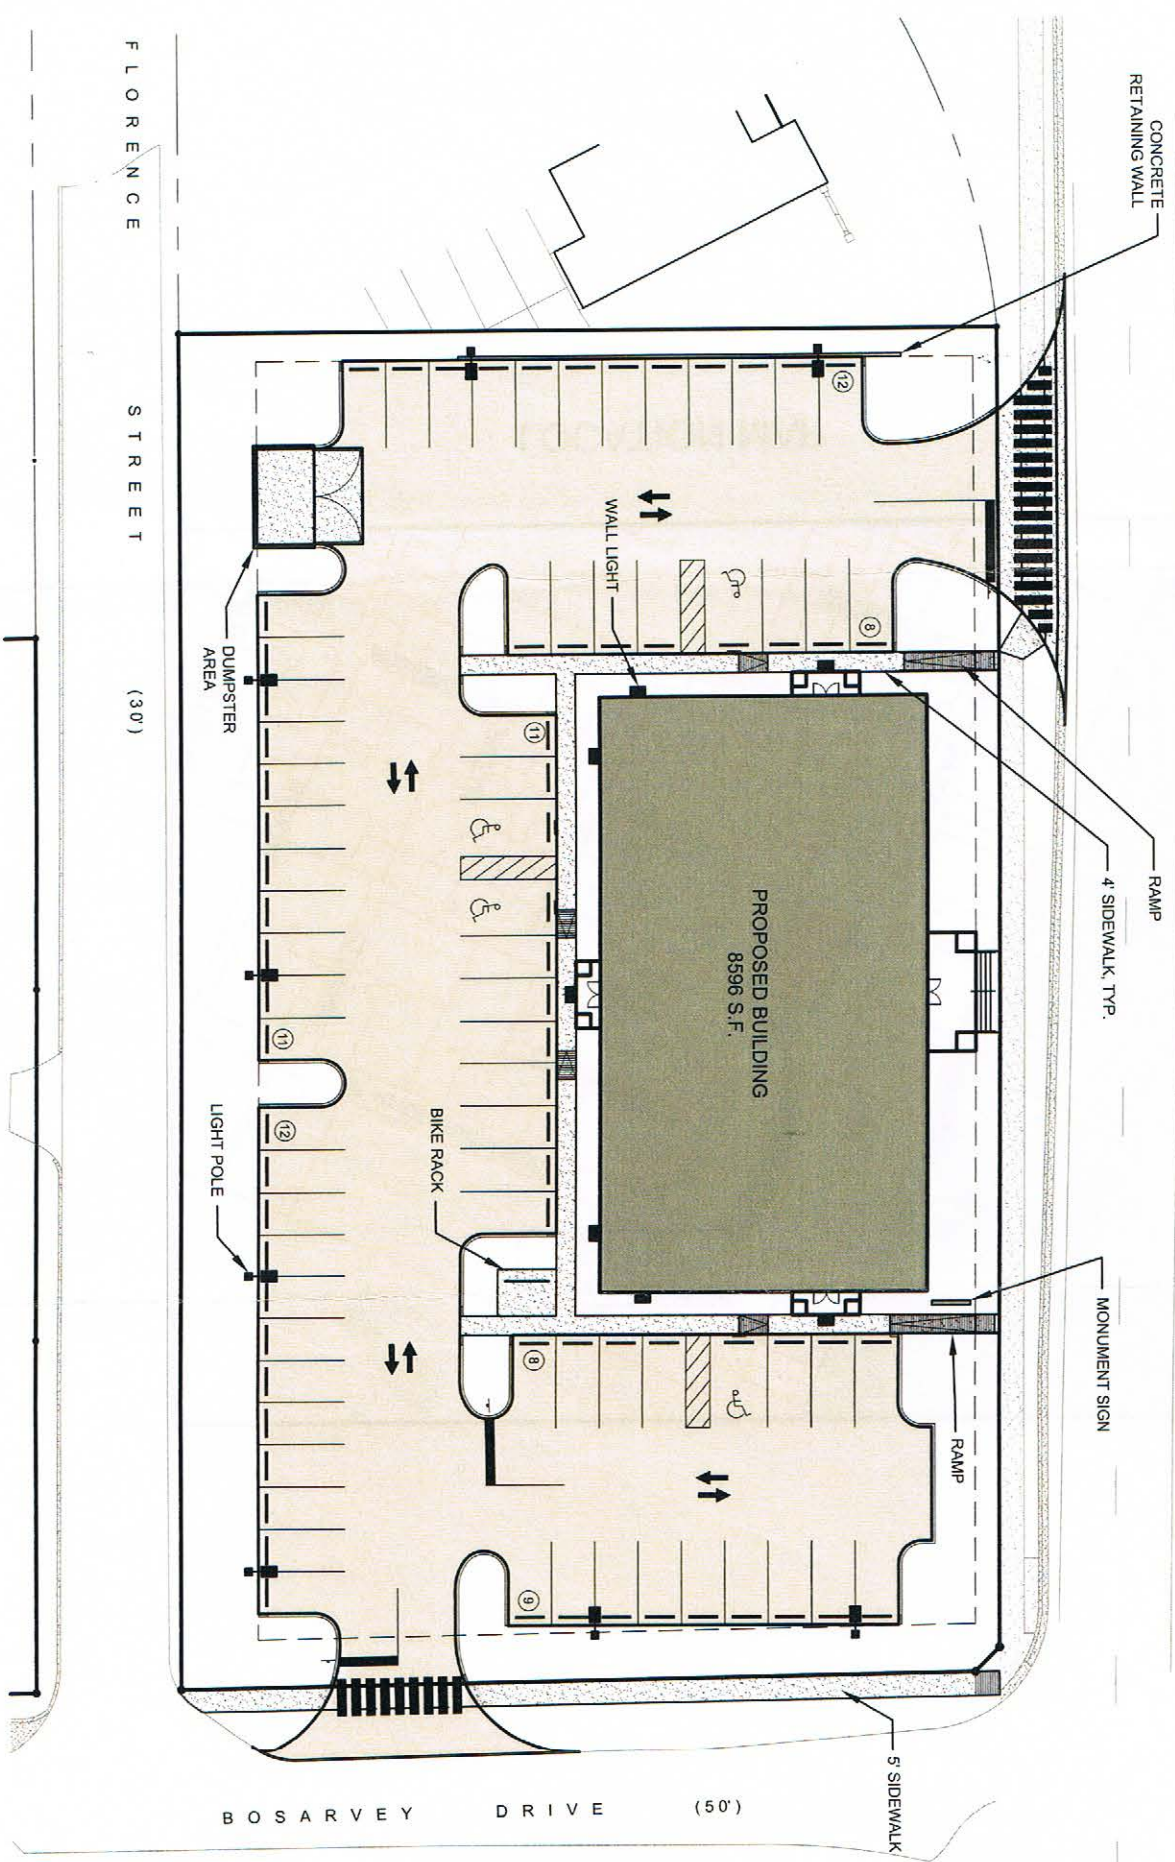 CONCRETE
RETAINING WALL
RAMP
4' SIDEWALK, TYP.
MONUMENT SIGN
RAMP
5' SIDEWALK
12
8
WALL LIGHT
PROPOSED BUILDING
8596 S.F.
11
8
9
BIKE RACK
11
12
DUMPSTER
AREA
LIGHT POLE
FLORENCE STREET (30')
BOSARVEY DRIVE (50')